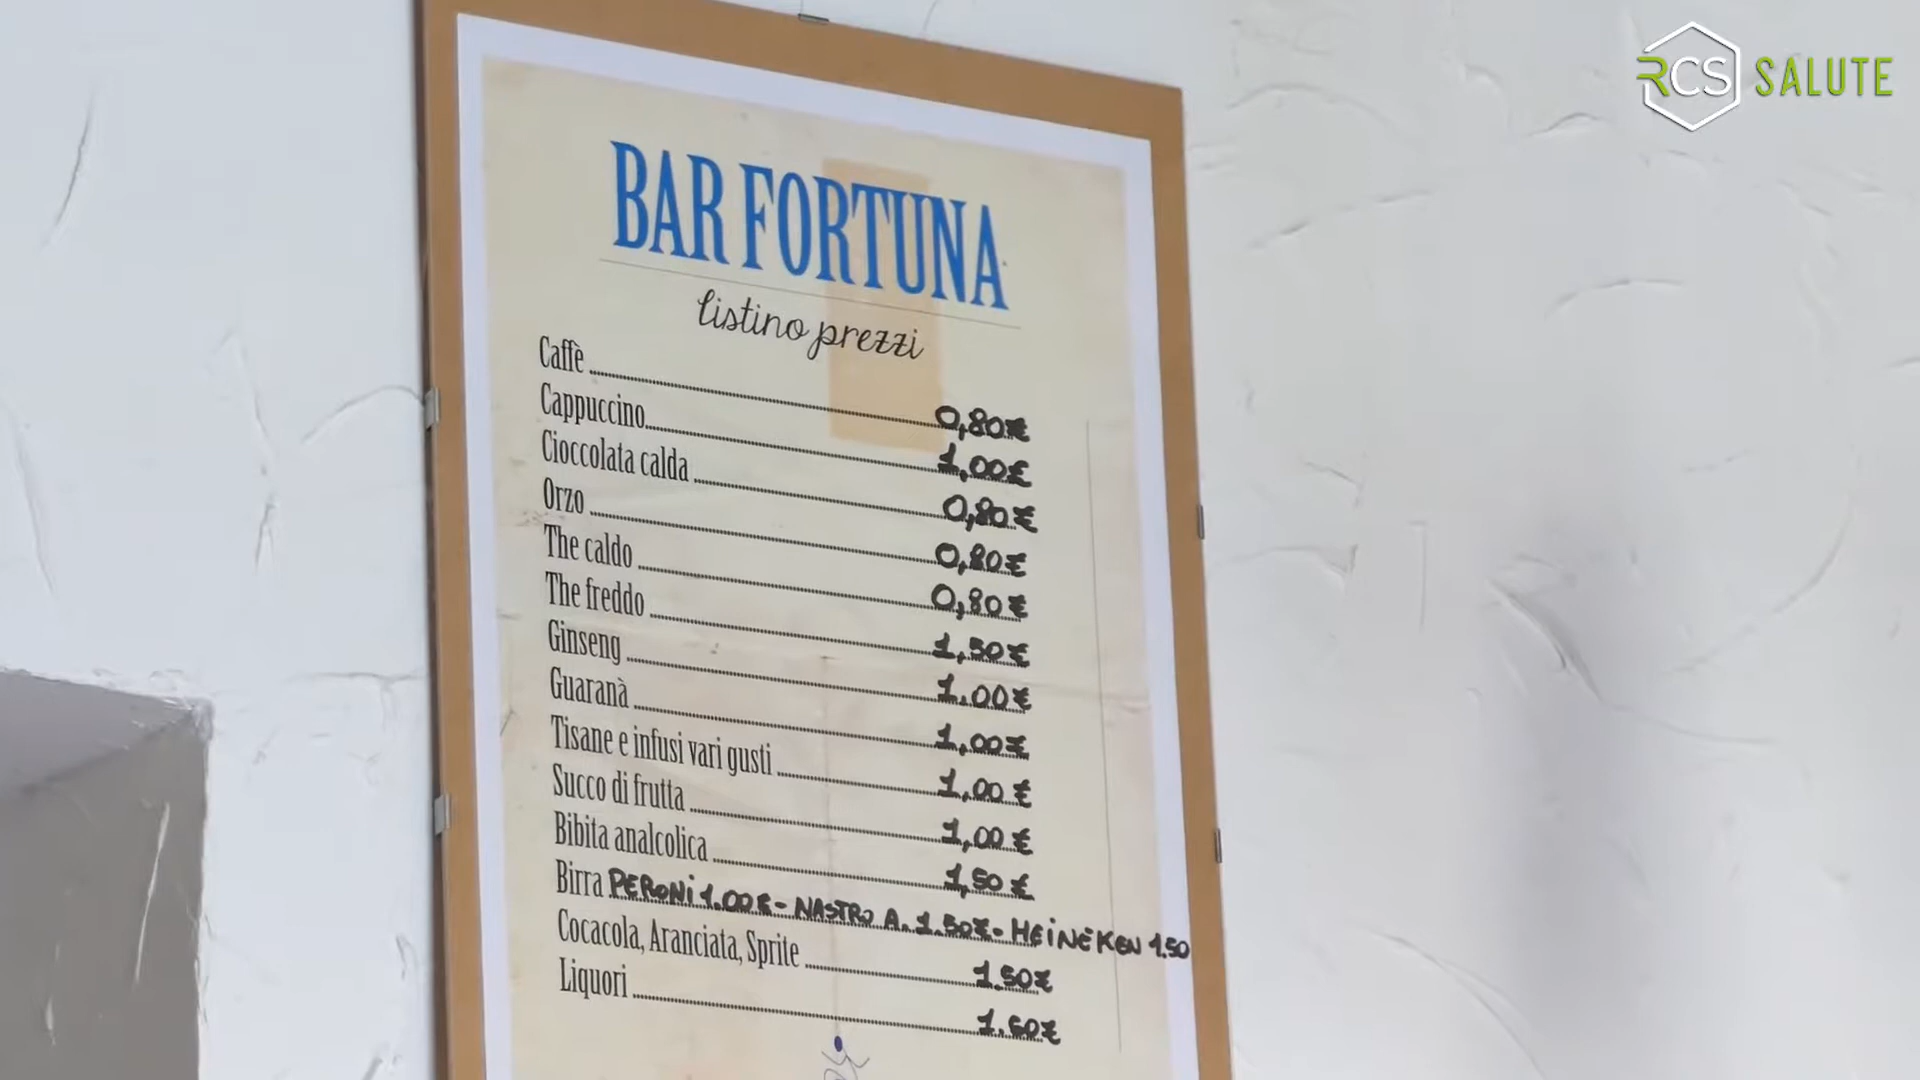 RCS SALUTE
BAR FORTUNA
listino prezzi
Caffè 0,80€
Cappuccino 1,00€
Cioccolata calda 0,80€
Orzo 0,80€
The caldo 0,80€
The freddo 1,50€
Ginseng 1.00€
Guaranà 1,00€
Tisane e infusi vari gusti 1,00€
Succo di frutta 1,00€
Bibita analcolica 1,50€
Birra PERONi 1.00€ - NASTRO A. 1.50€ - HEiNEKEN 1.50
Cocacola, Aranciata, Sprite 1.50€
Liquori